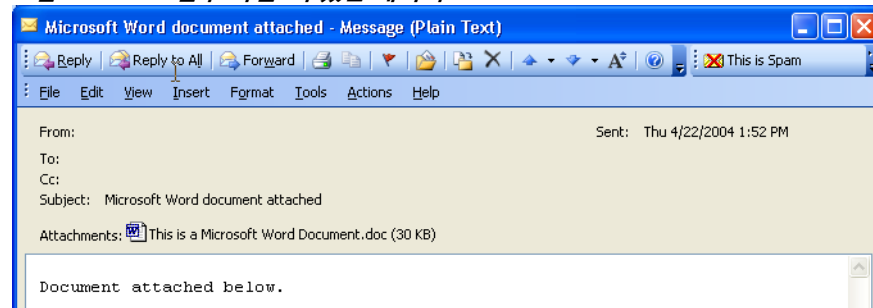 Microsoft Word document attached - Message (Plain Text)
Reply Reply to All Forward This is Spam
File Edit View Insert Format Tools Actions Help
From: Sent: Thu 4/22/2004 1:52 PM
To:
Cc:
Subject: Microsoft Word document attached
Attachments: This is a Microsoft Word Document.doc (30 KB)
Document attached below.